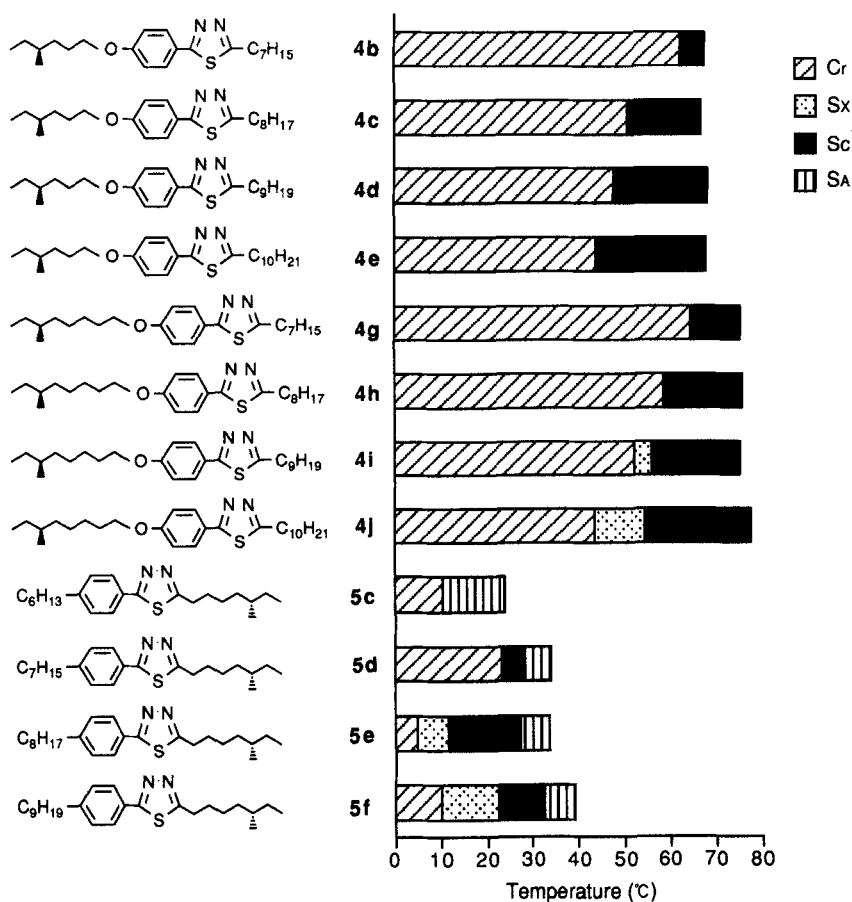 N N
O S C7H15 4b
N N
O S C8H17 4c
N N
O S C9H19 4d
N N
O S C10H21 4e
N N
O S C7H15 4g
N N
O S C8H17 4h
N N
O S C9H19 4i
N N
O S C10H21 4j
N-N
C6H13 S 5c
N-N
C7H15 S 5d
N-N
C8H17 S 5e
N-N
C9H19 S 5f
Cr
Sx
Sc
SA
0 10 20 30 40 50 60 70 80
Temperature (℃)